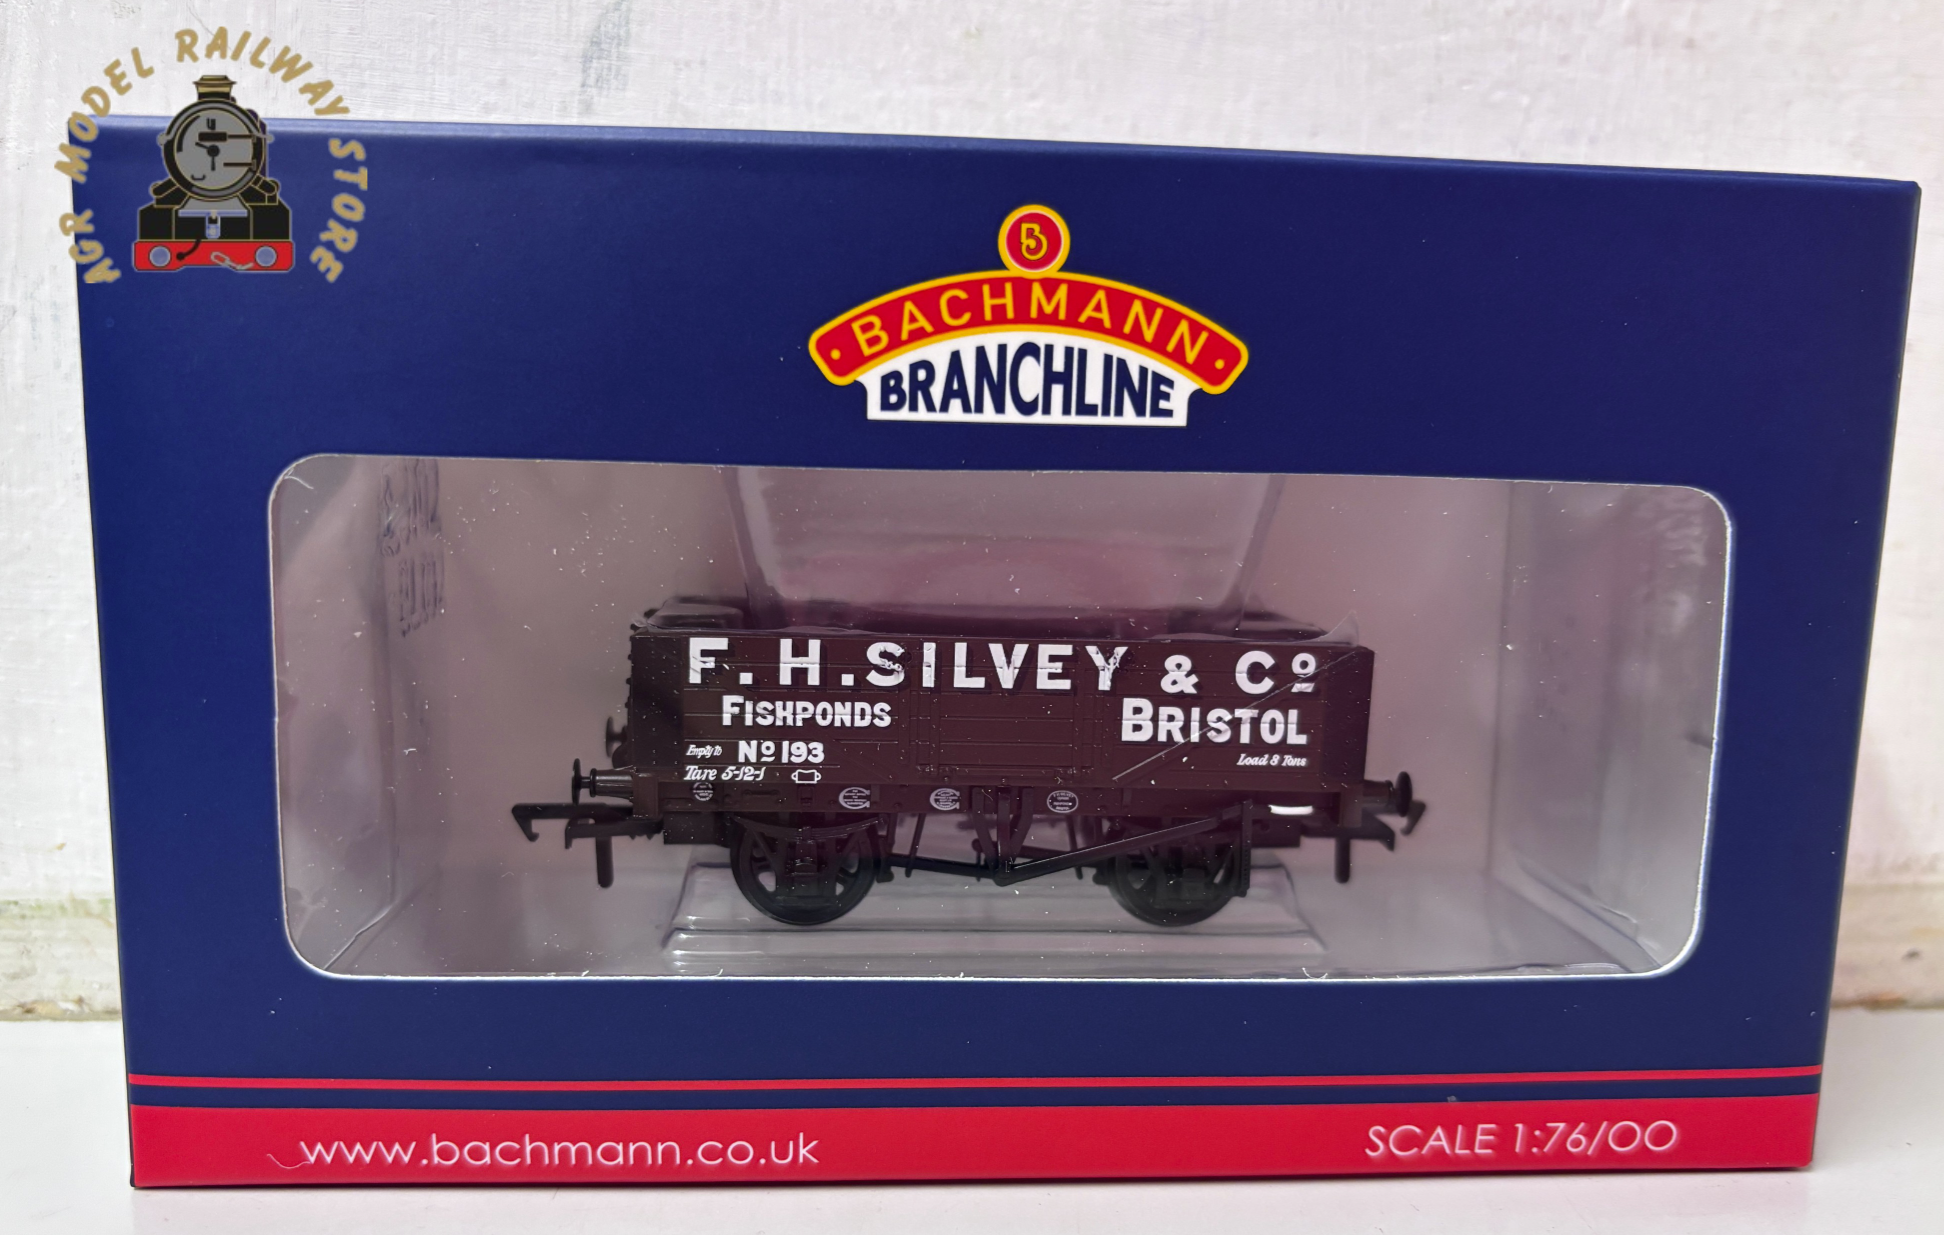 AGR MODEL RAILWAY STORE
BACHMANN
BRANCHLINE
F. H. SILVEY & Cº
FISHPONDS BRISTOL
Empty to Nº 193
Tare 5-12-1 Load 8 Tons
www.bachmann.co.uk SCALE 1:76/OO